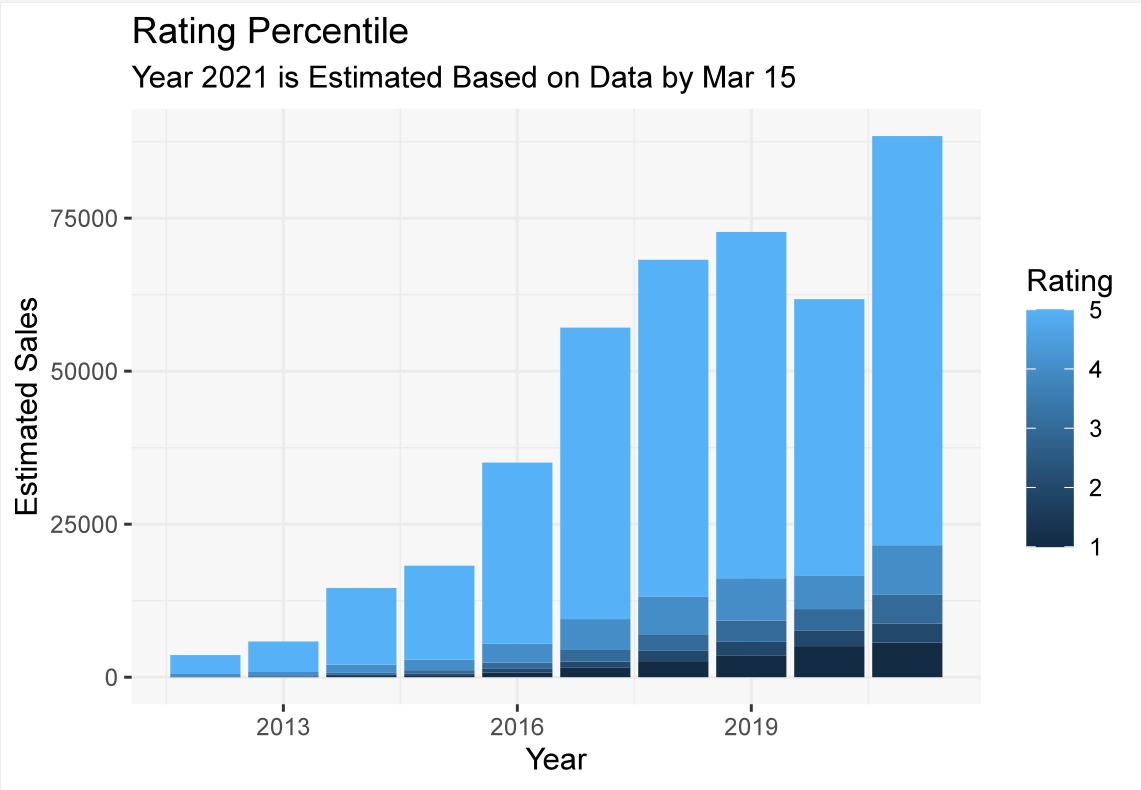 Rating Percentile
Year 2021 is Estimated Based on Data by Mar 15
75000
50000
25000
0
Estimated Sales
2013
2016
2019
Year
Rating
5
4
3
2
1